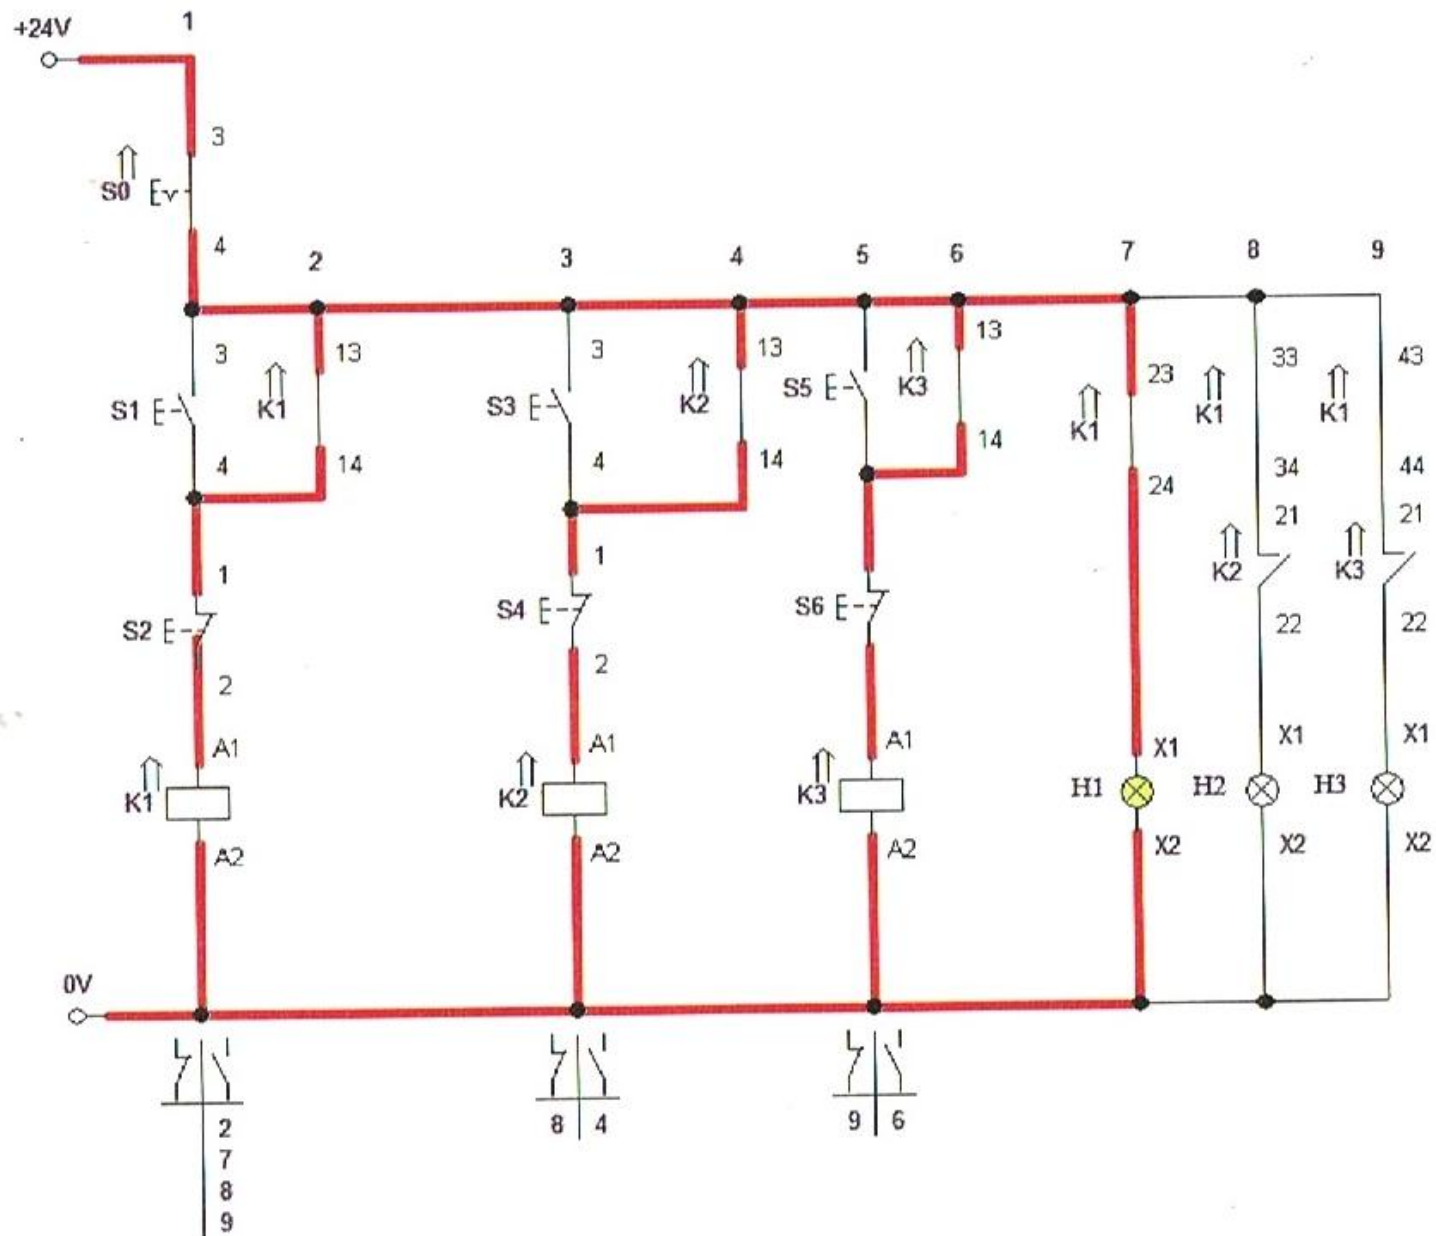 1
+24V
3
S0
4
2 3 4 5 6 7 8 9
3 13 3 13 13 23 33 43
K1 K2 S5 K3 K1 K1 K1
S1 S3
4 14 4 14 14 24 34 44
21 21
1 1 K2 K3
S2 S4 S6 22 22
2 2
A1 A1 A1 X1 X1 X1
K1 K2 K3 H1 H2 H3
A2 A2 A2 X2 X2 X2
0V
2 8 4 9 6
7
8
9